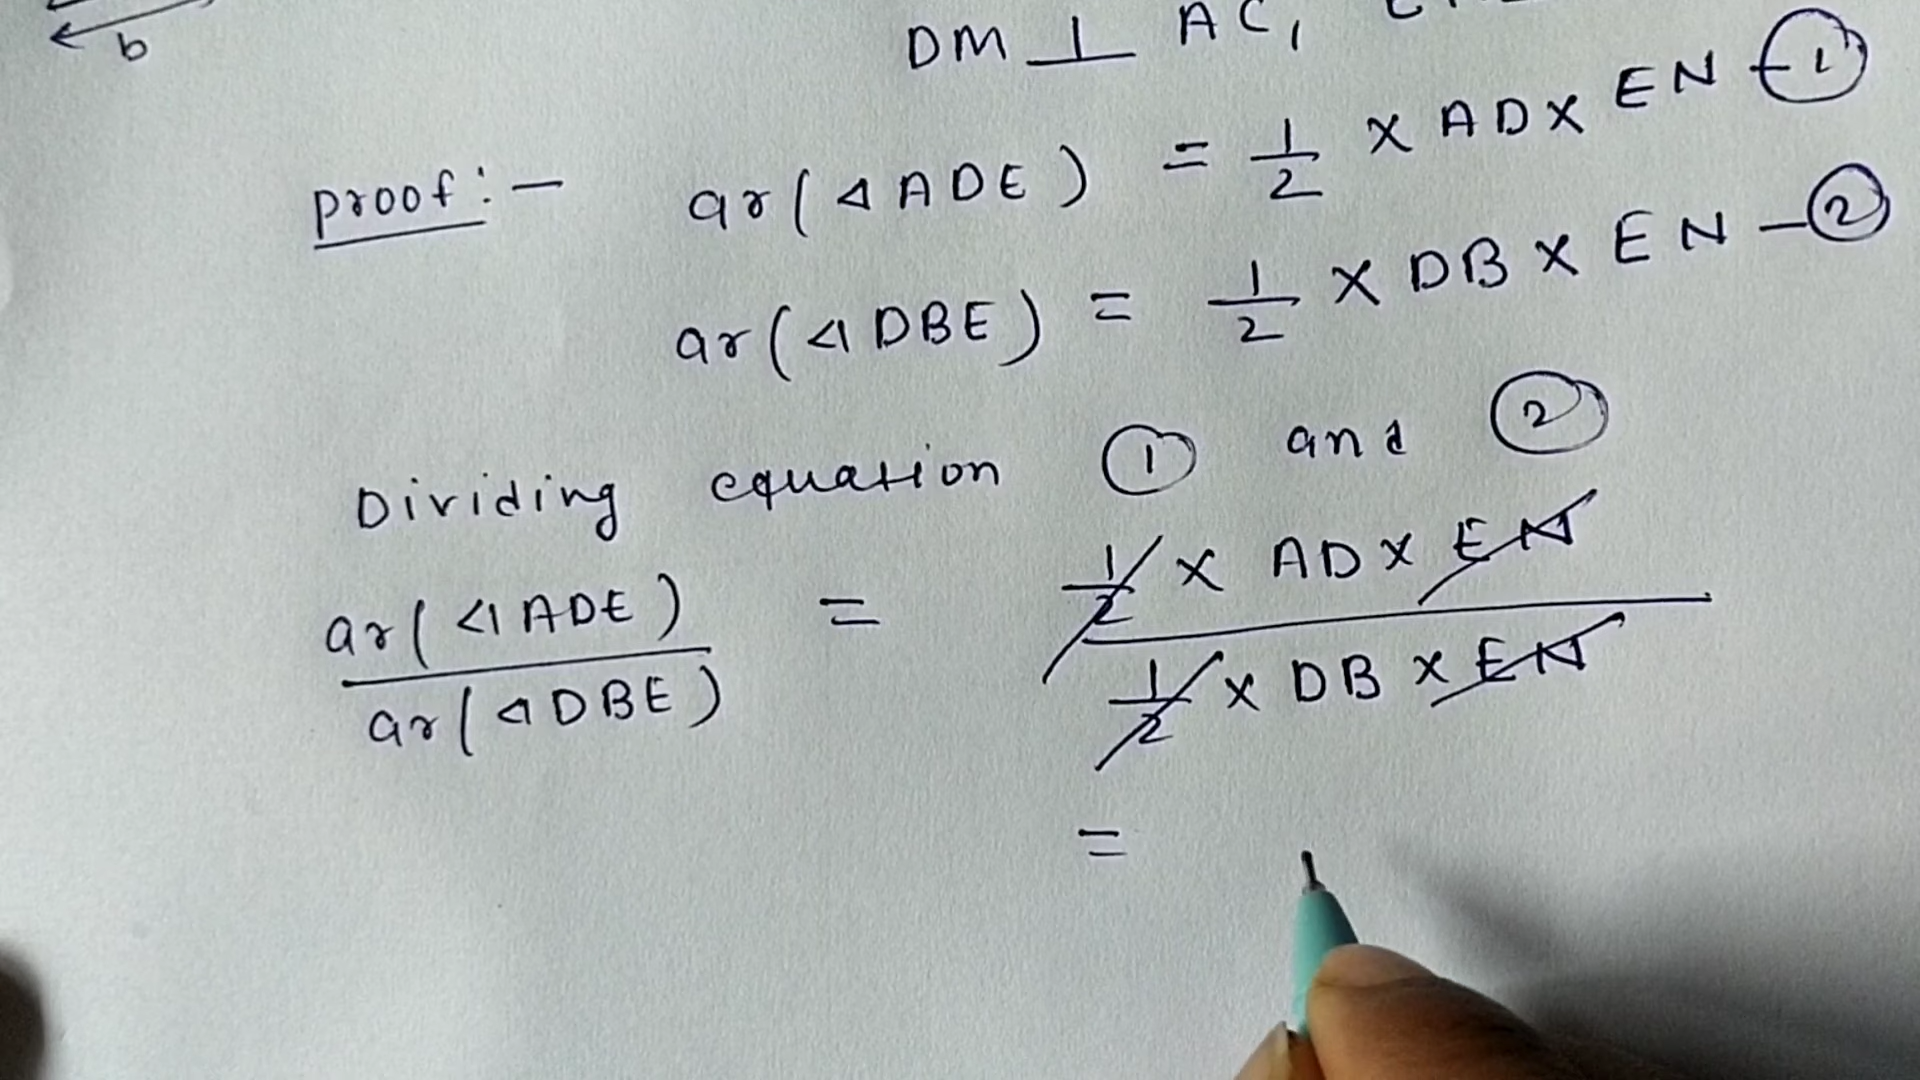 b
DM ⊥ AC,
Proof:- ar(△ADE) = 1/2 × AD × EN — ①
ar(△DBE) = 1/2 × DB × EN — ②
Dividing equation ① and ②
ar(△ADE) / ar(△DBE) = 1/2 × AD × EN / 1/2 × DB × EN
=